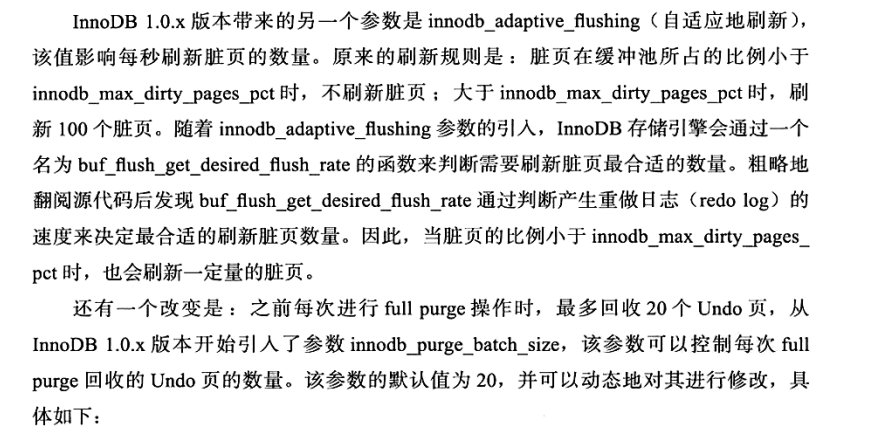 InnoDB 1.0.x 版本带来的另一个参数是 innodb_adaptive_flushing（自适应地刷新），
该值影响每秒刷新脏页的数量。原来的刷新规则是：脏页在缓冲池所占的比例小于
innodb_max_dirty_pages_pct 时，不刷新脏页；大于 innodb_max_dirty_pages_pct 时，刷
新 100 个脏页。随着 innodb_adaptive_flushing 参数的引入，InnoDB 存储引擎会通过一个
名为 buf_flush_get_desired_flush_rate 的函数来判断需要刷新脏页最合适的数量。粗略地
翻阅源代码后发现 buf_flush_get_desired_flush_rate 通过判断产生重做日志（redo log）的
速度来决定最合适的刷新脏页数量。因此，当脏页的比例小于 innodb_max_dirty_pages_
pct 时，也会刷新一定量的脏页。
还有一个改变是：之前每次进行 full purge 操作时，最多回收 20 个 Undo 页，从
InnoDB 1.0.x 版本开始引入了参数 innodb_purge_batch_size，该参数可以控制每次 full
purge 回收的 Undo 页的数量。该参数的默认值为 20，并可以动态地对其进行修改，具
体如下：